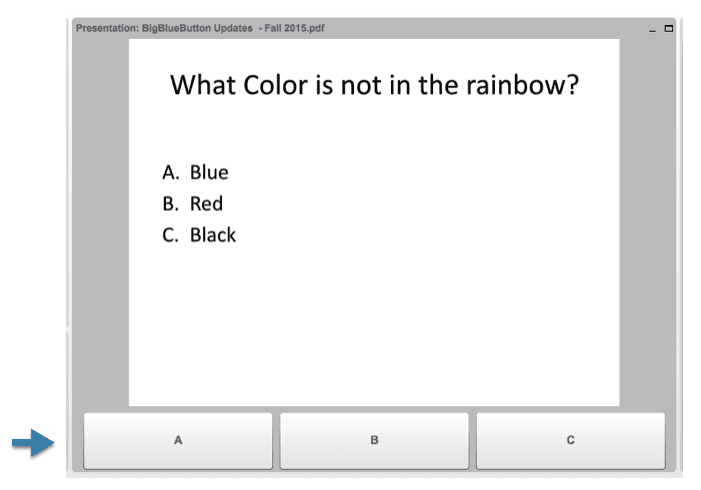 Presentation: BigBlueButton Updates - Fall 2015.pdf
What Color is not in the rainbow?
A. Blue
B. Red
C. Black
A B C